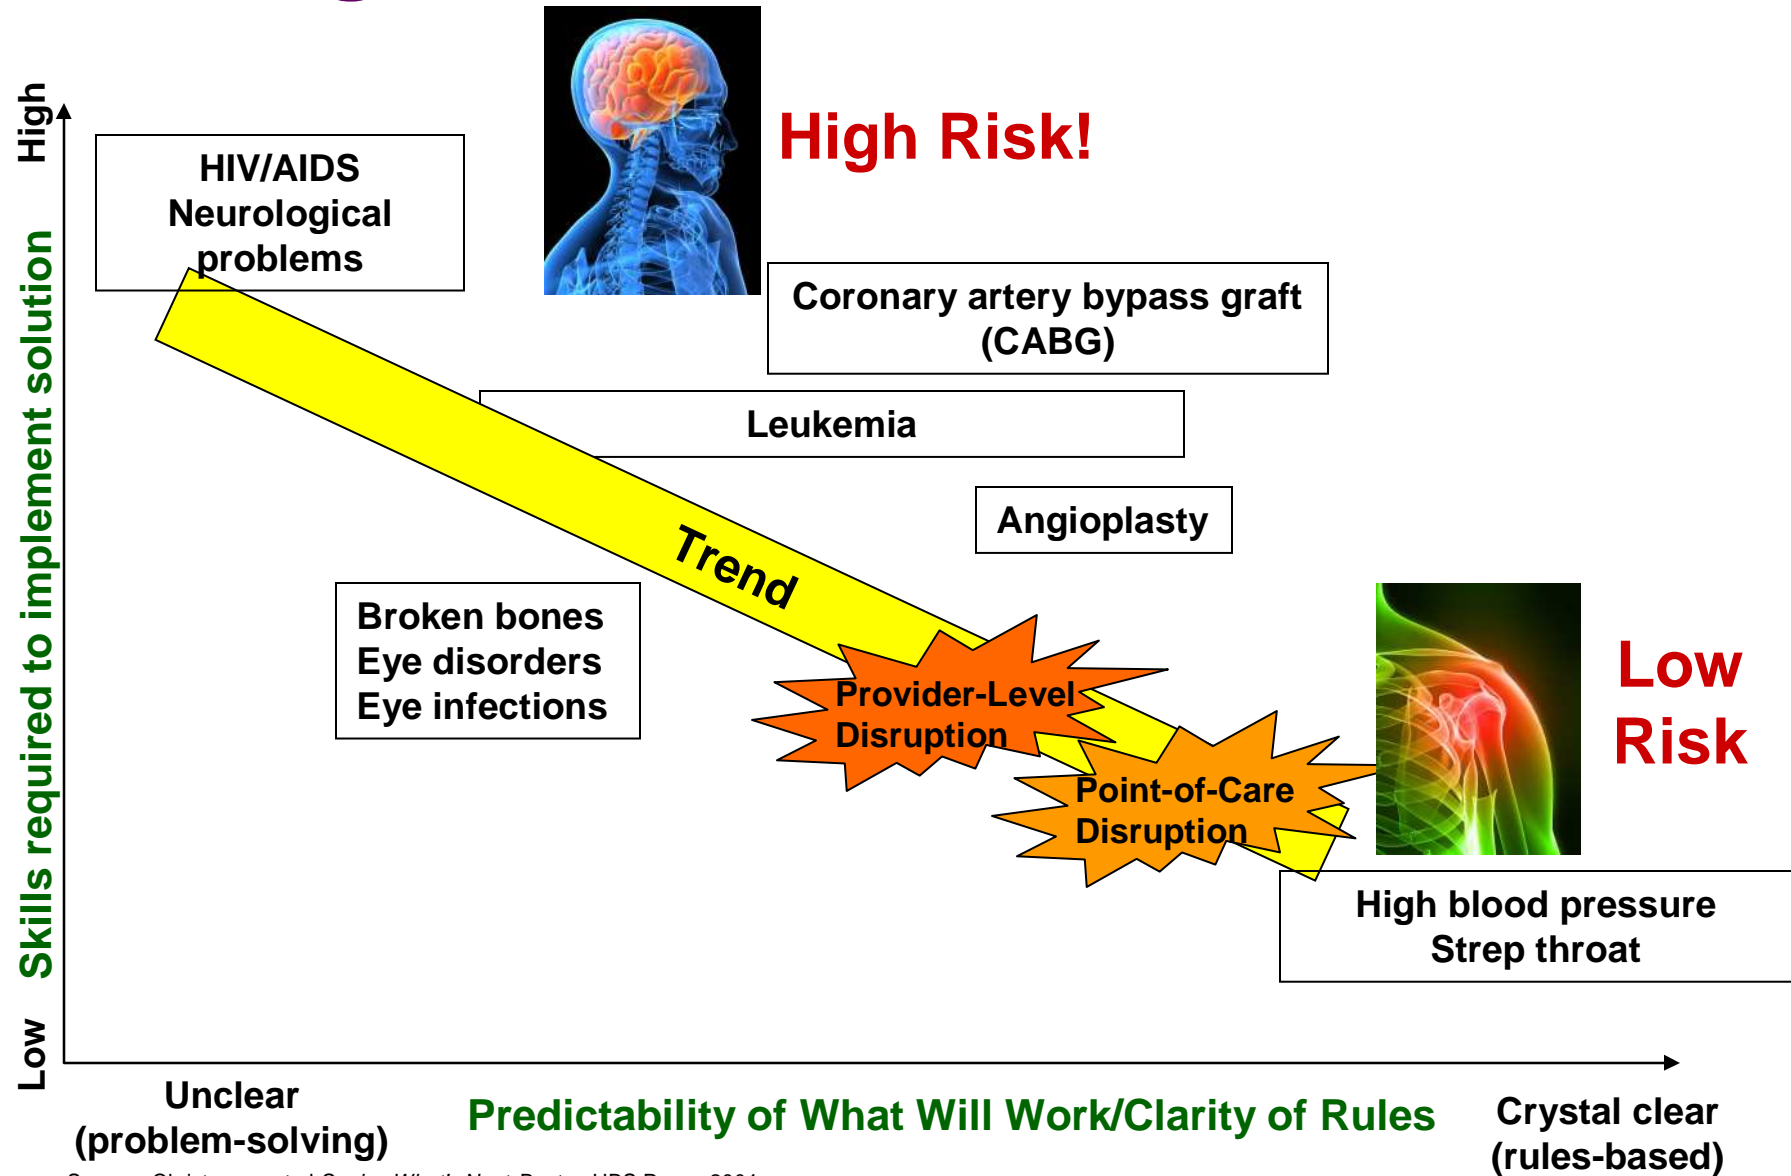 High
High Risk!
HIV/AIDS
Neurological
problems
Coronary artery bypass graft
(CABG)
Leukemia
Angioplasty
Trend
Broken bones
Eye disorders
Eye infections
Provider-Level
Disruption
Low
Risk
Point-of-Care
Disruption
High blood pressure
Strep throat
Skills required to implement solution
Low
Unclear
(problem-solving)
Predictability of What Will Work/Clarity of Rules
Crystal clear
(rules-based)